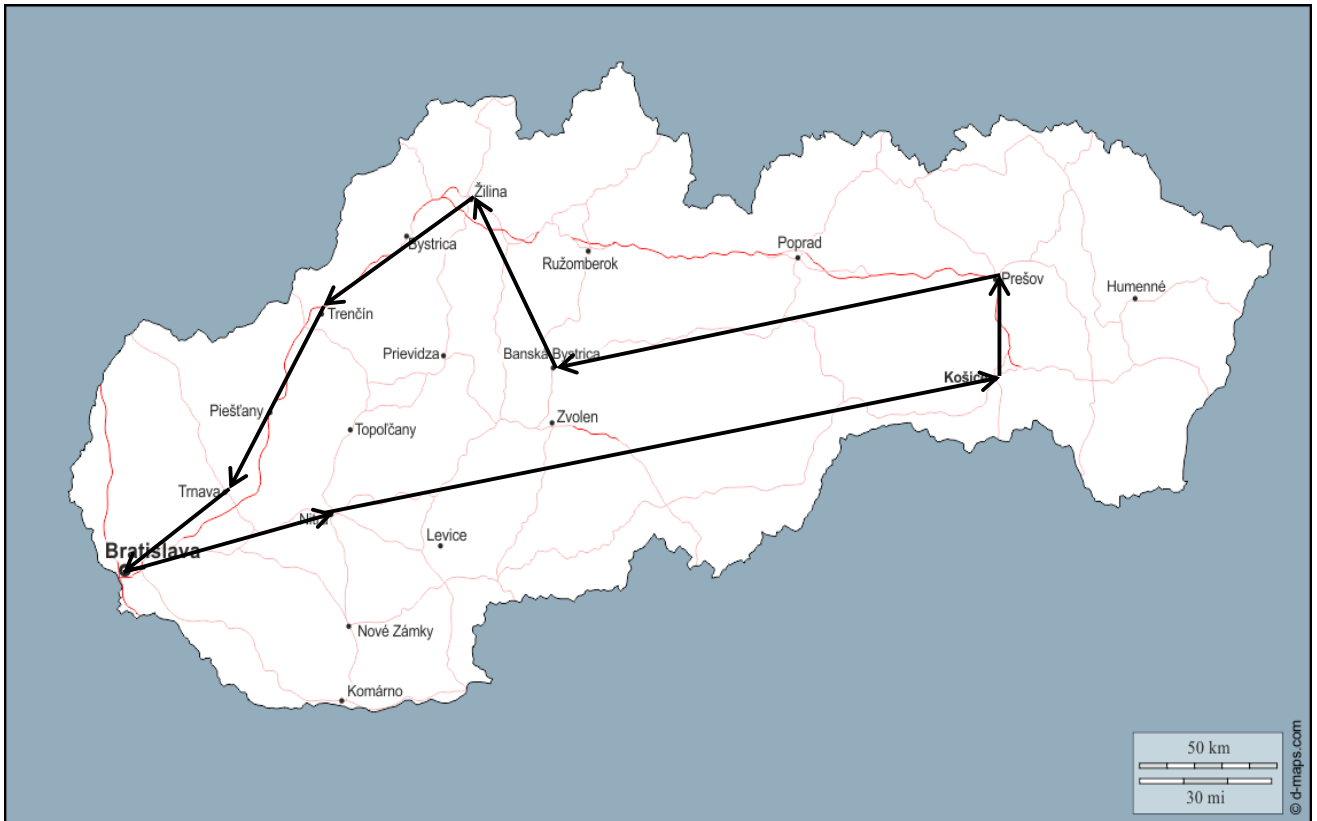 Žilina
Bystrica
Ružomberok
Poprad
Prešov
Humenné
Trenčín
Prievidza
Banská Bystrica
Košice
Piešťany
Topoľčany
Zvolen
Trnava
Nitra
Levice
Bratislava
Nové Zámky
Komárno
50 km
30 mi
© d-maps.com